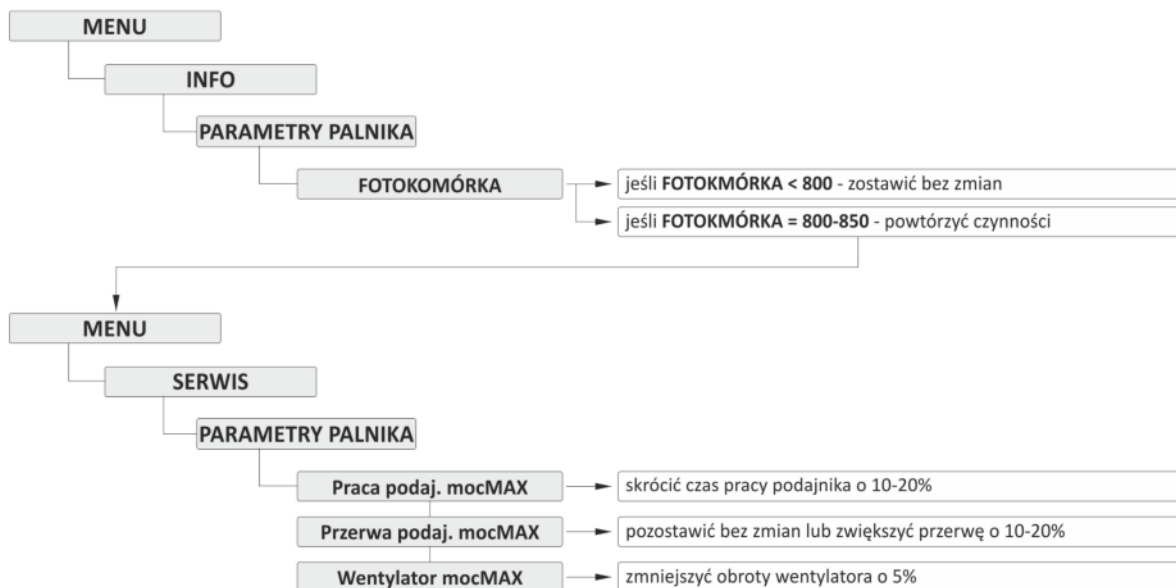 MENU
INFO
PARAMETRY PALNIKA
FOTOKOMÓRKA
jeśli FOTOKMÓRKA < 800 - zostawić bez zmian
jeśli FOTOKMÓRKA = 800-850 - powtórzyć czynności
MENU
SERWIS
PARAMETRY PALNIKA
Praca podaj. mocMAX
skrócić czas pracy podajnika o 10-20%
Przerwa podaj. mocMAX
pozostawić bez zmian lub zwiększyć przerwę o 10-20%
Wentylator mocMAX
zmniejszyć obroty wentylatora o 5%